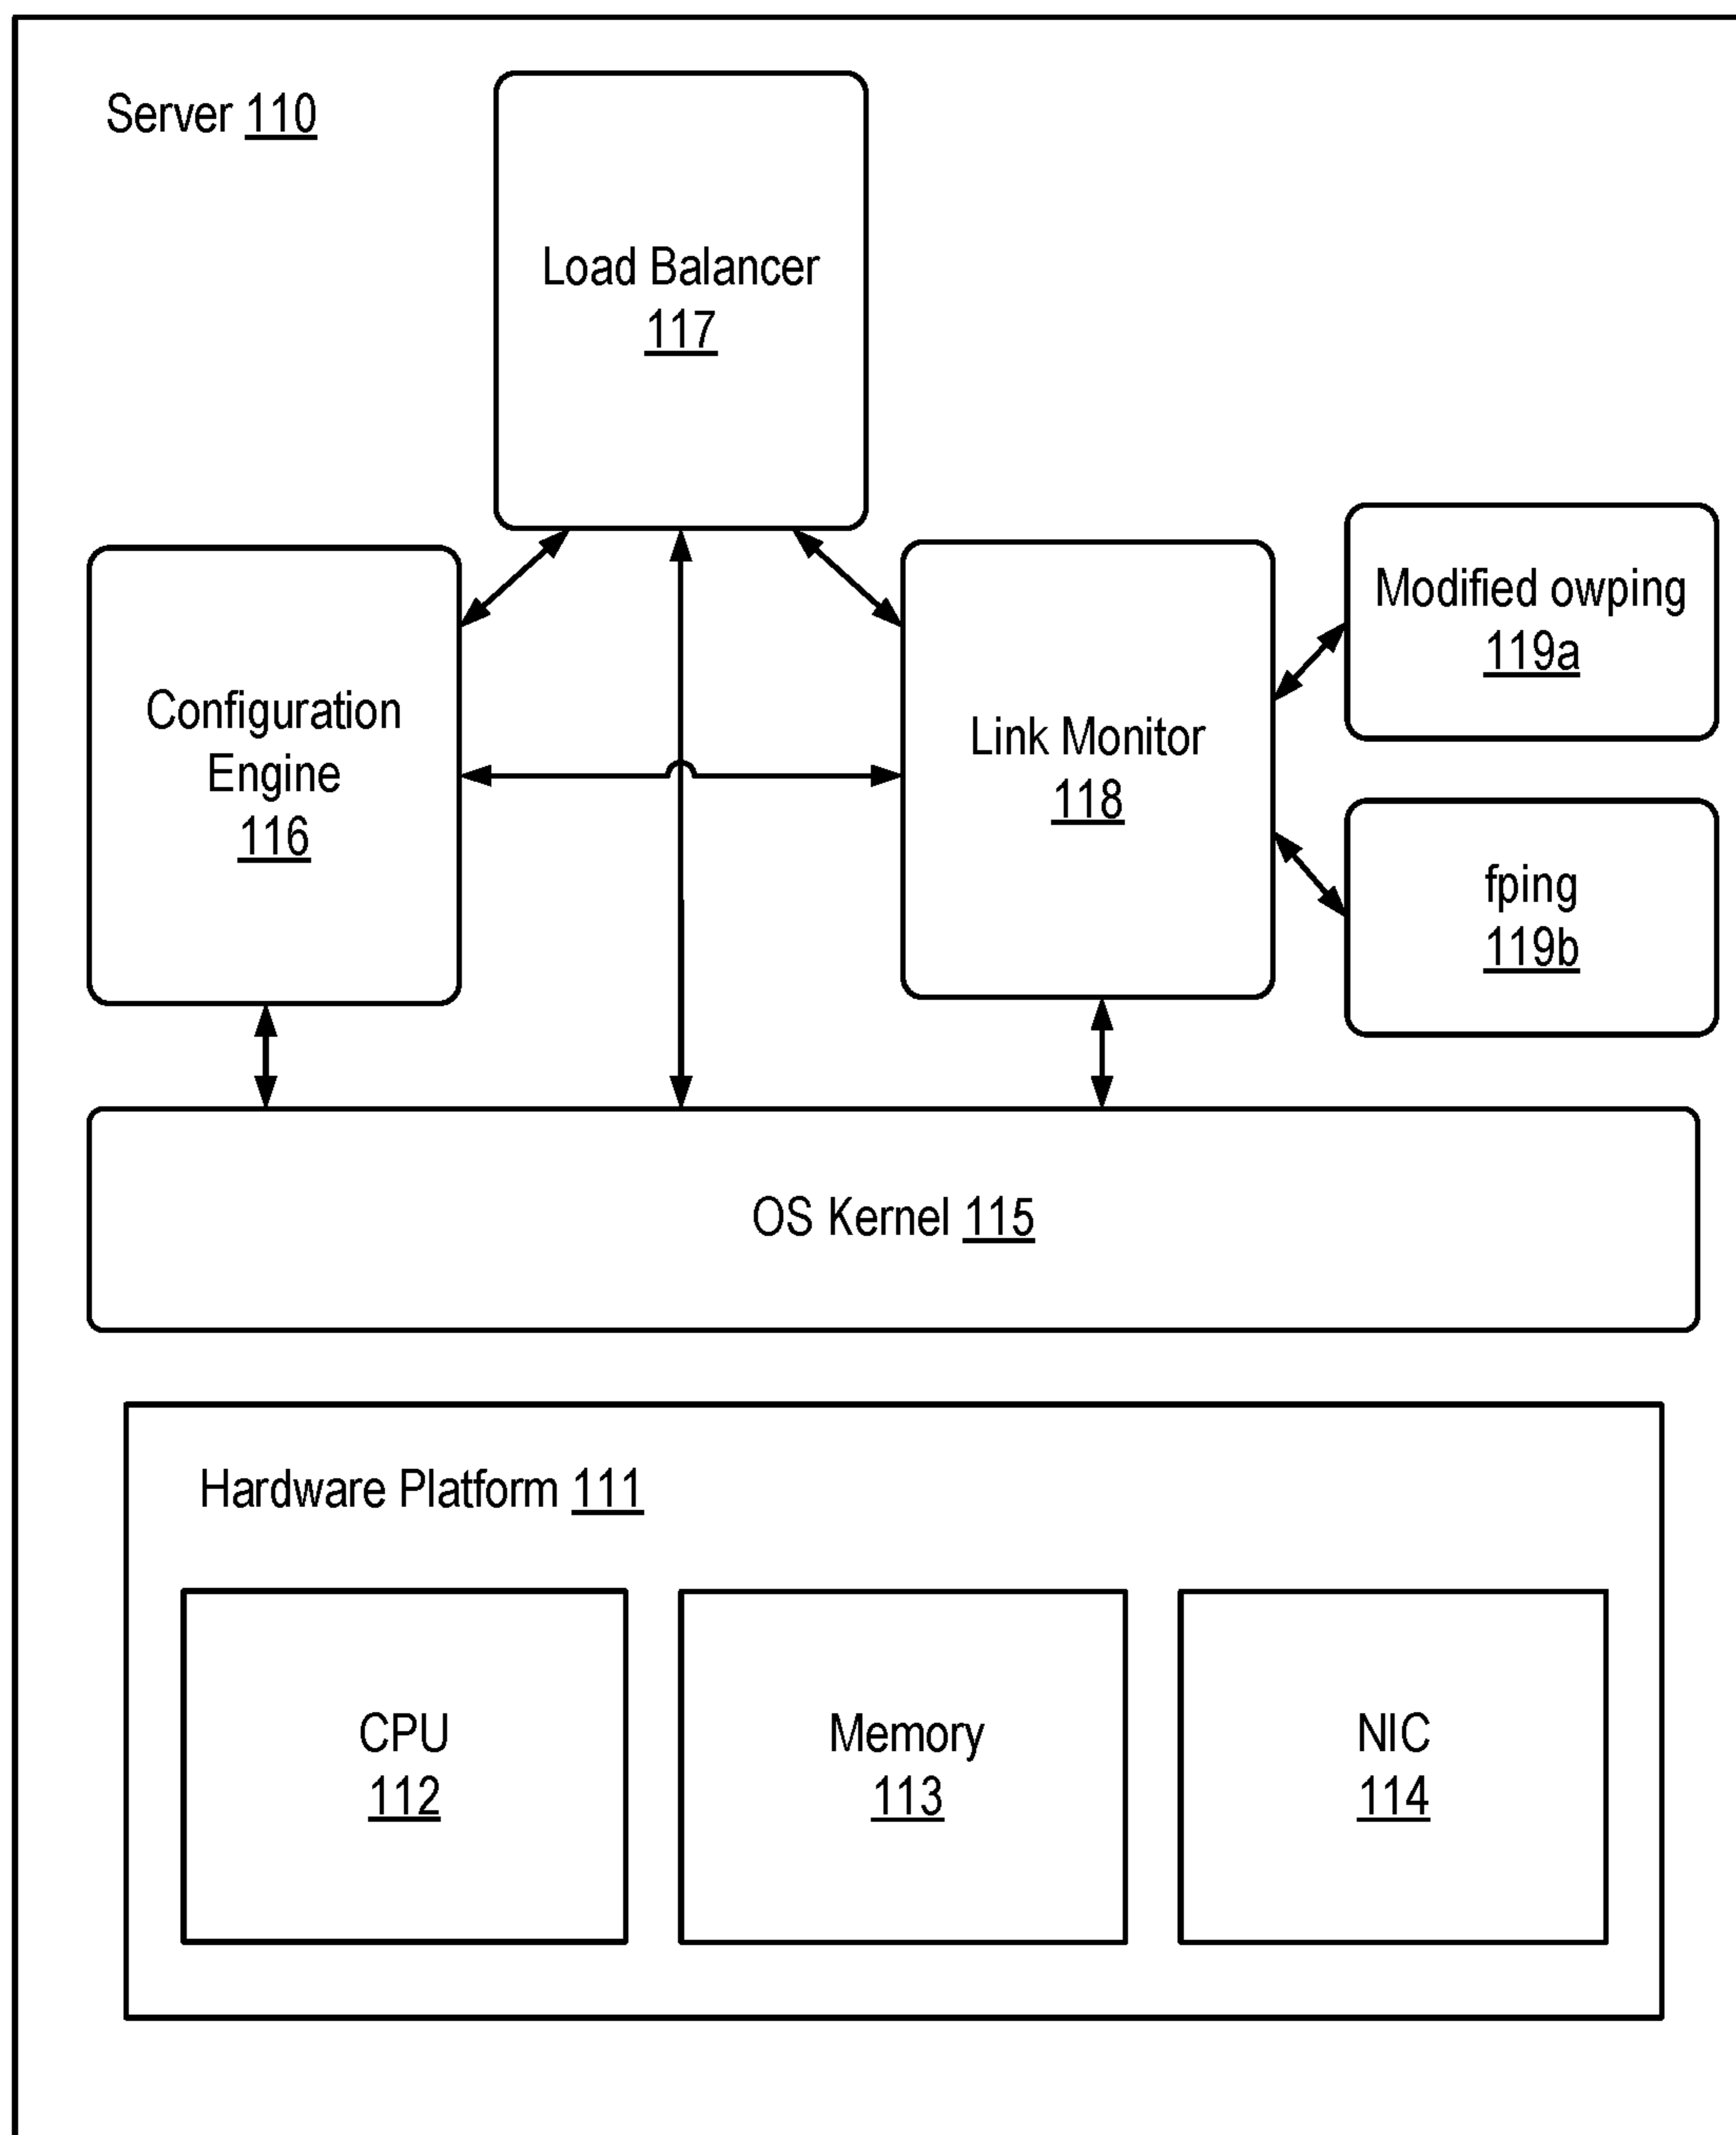 Server 110
Load Balancer
117
Configuration
Engine
116
Link Monitor
118
Modified owping
119a
fping
119b
OS Kernel 115
Hardware Platform 111
CPU
112
Memory
113
NIC
114